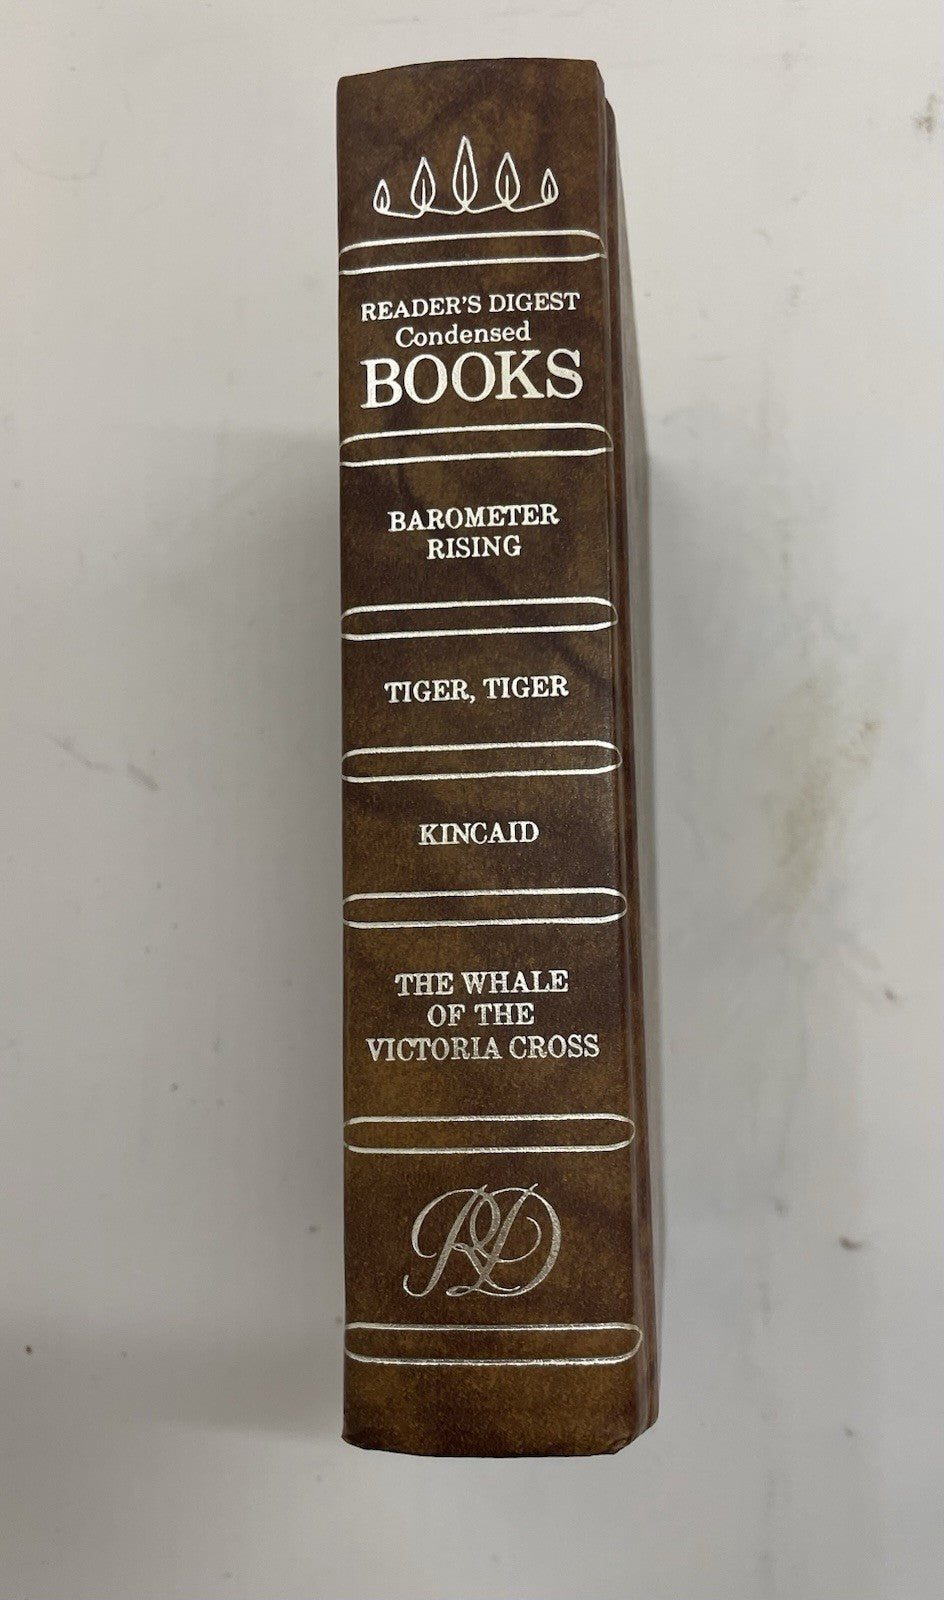 READER'S DIGEST
Condensed
BOOKS
BAROMETER
RISING
TIGER, TIGER
KINCAID
THE WHALE
OF THE
VICTORIA CROSS
RD